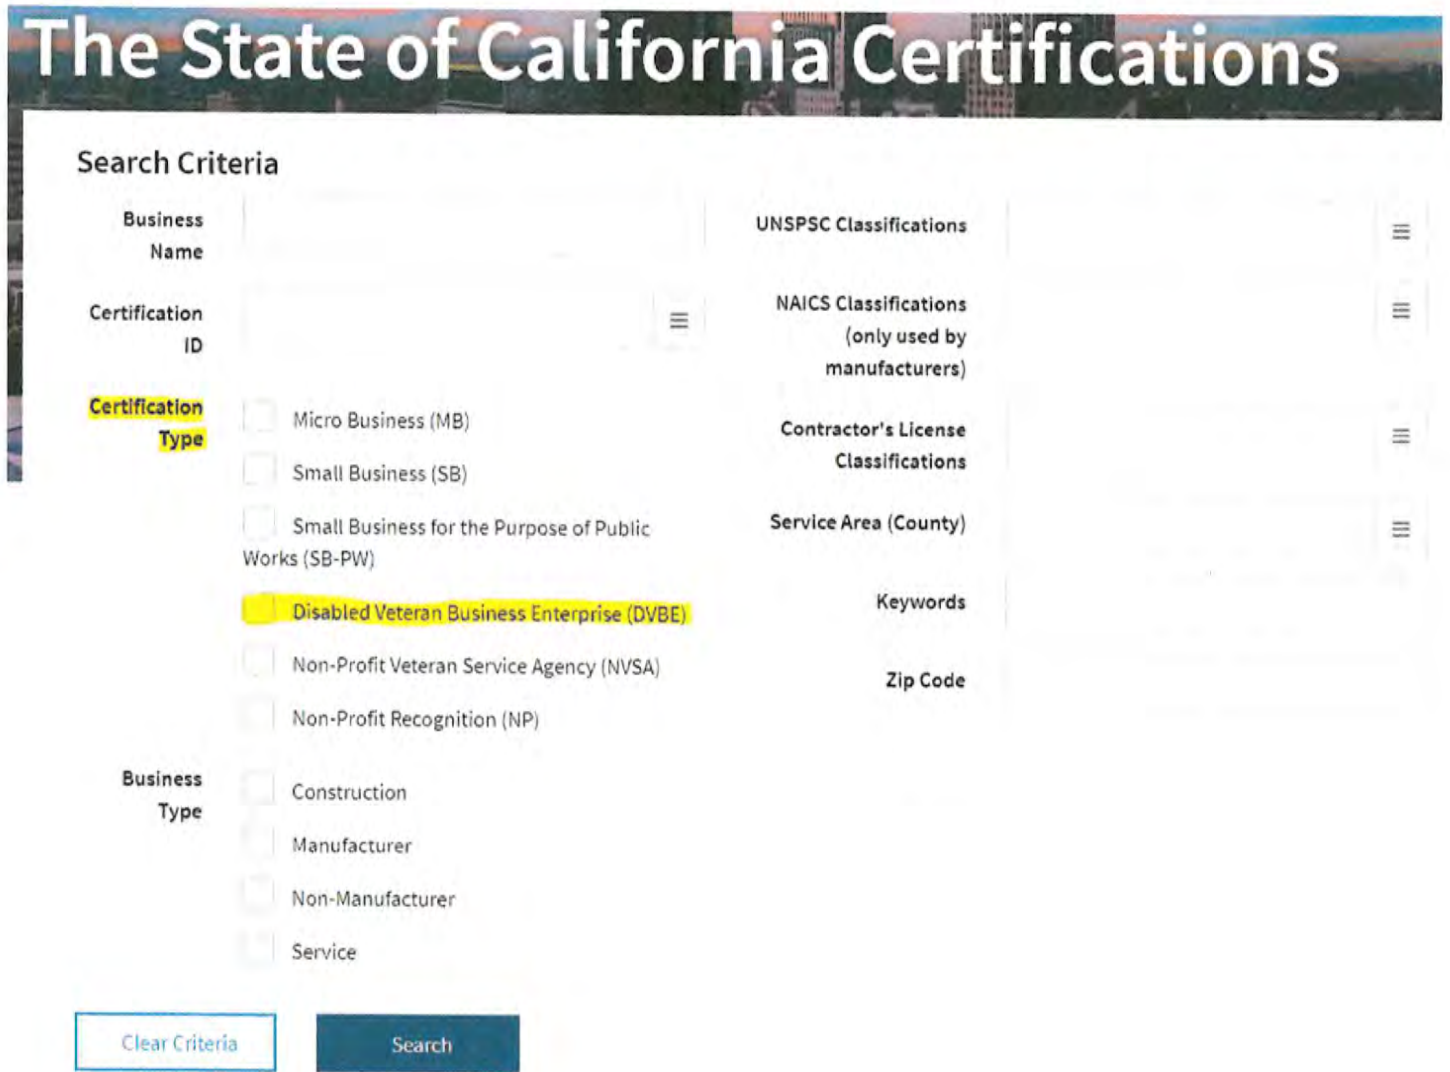 The State of California Certifications
Search Criteria
Business
Name
Certification
ID
Certification
Type
Micro Business (MB)
Small Business (SB)
Small Business for the Purpose of Public
Works (SB-PW)
Disabled Veteran Business Enterprise (DVBE)
Non-Profit Veteran Service Agency (NVSA)
Non-Profit Recognition (NP)
Business
Type
Construction
Manufacturer
Non-Manufacturer
Service
UNSPSC Classifications
NAICS Classifications
(only used by
manufacturers)
Contractor's License
Classifications
Service Area (County)
Keywords
Zip Code
Clear Criteria
Search